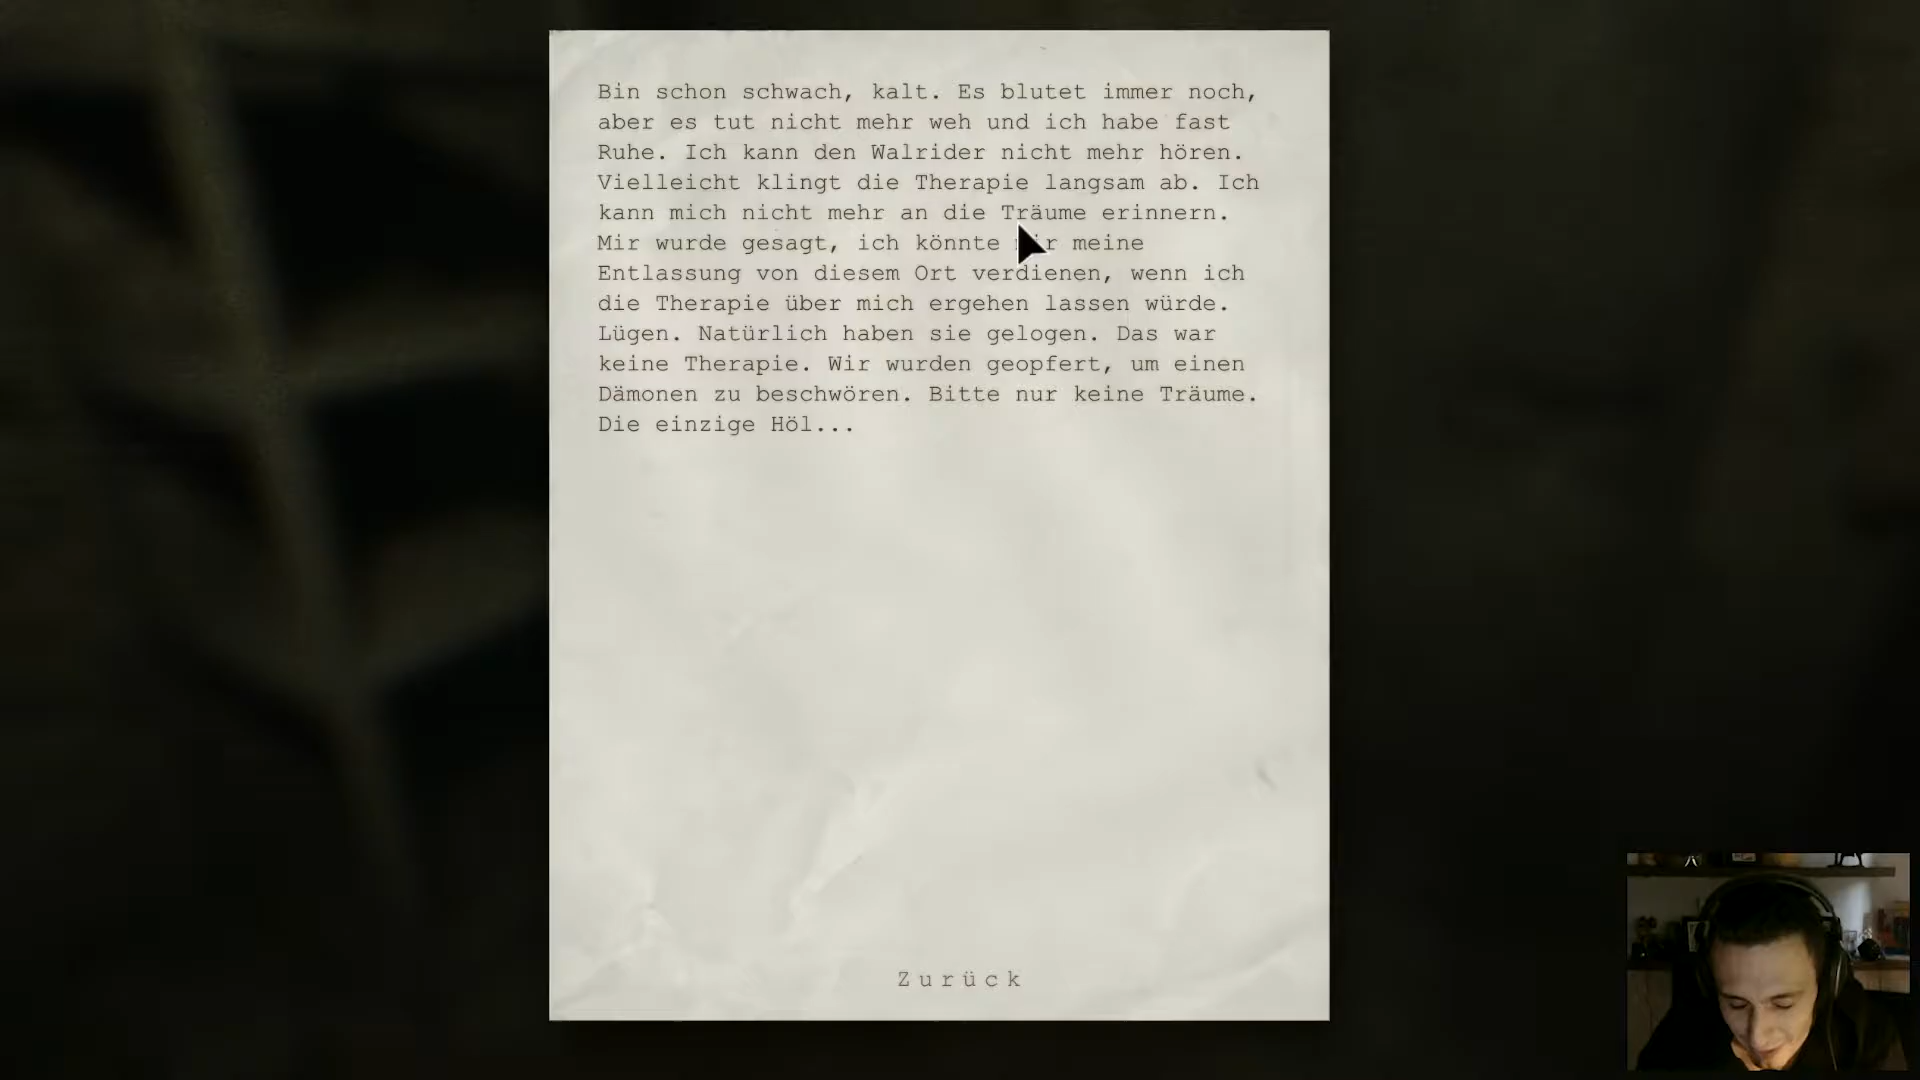 Bin schon schwach, kalt. Es blutet immer noch,
aber es tut nicht mehr weh und ich habe fast
Ruhe. Ich kann den Walrider nicht mehr hören.
Vielleicht klingt die Therapie langsam ab. Ich
kann mich nicht mehr an die Träume erinnern.
Mir wurde gesagt, ich könnte mir meine
Entlassung von diesem Ort verdienen, wenn ich
die Therapie über mich ergehen lassen würde.
Lügen. Natürlich haben sie gelogen. Das war
keine Therapie. Wir wurden geopfert, um einen
Dämonen zu beschwören. Bitte nur keine Träume.
Die einzige Höl...
Zurück